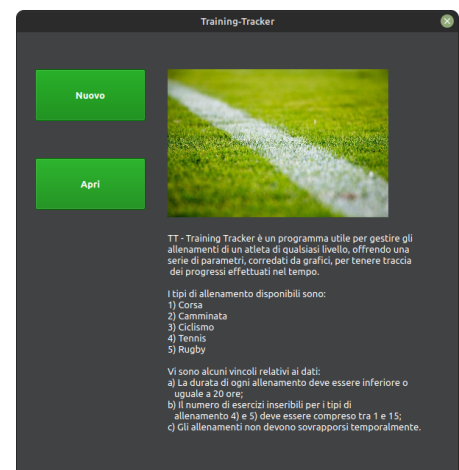 Training-Tracker
Nuovo
Apri
TT - Training Tracker è un programma utile per gestire gli
allenamenti di un atleta di qualsiasi livello, offrendo una
serie di parametri, corredati da grafici, per tenere traccia
dei progressi effettuati nel tempo.
I tipi di allenamento disponibili sono:
1) Corsa
2) Camminata
3) Ciclismo
4) Tennis
5) Rugby
Vi sono alcuni vincoli relativi ai dati:
a) La durata di ogni allenamento deve essere inferiore o
uguale a 20 ore;
b) Il numero di esercizi inseribili per i tipi di
allenamento 4) e 5) deve essere compreso tra 1 e 15;
c) Gli allenamenti non devono sovrapporsi temporalmente.